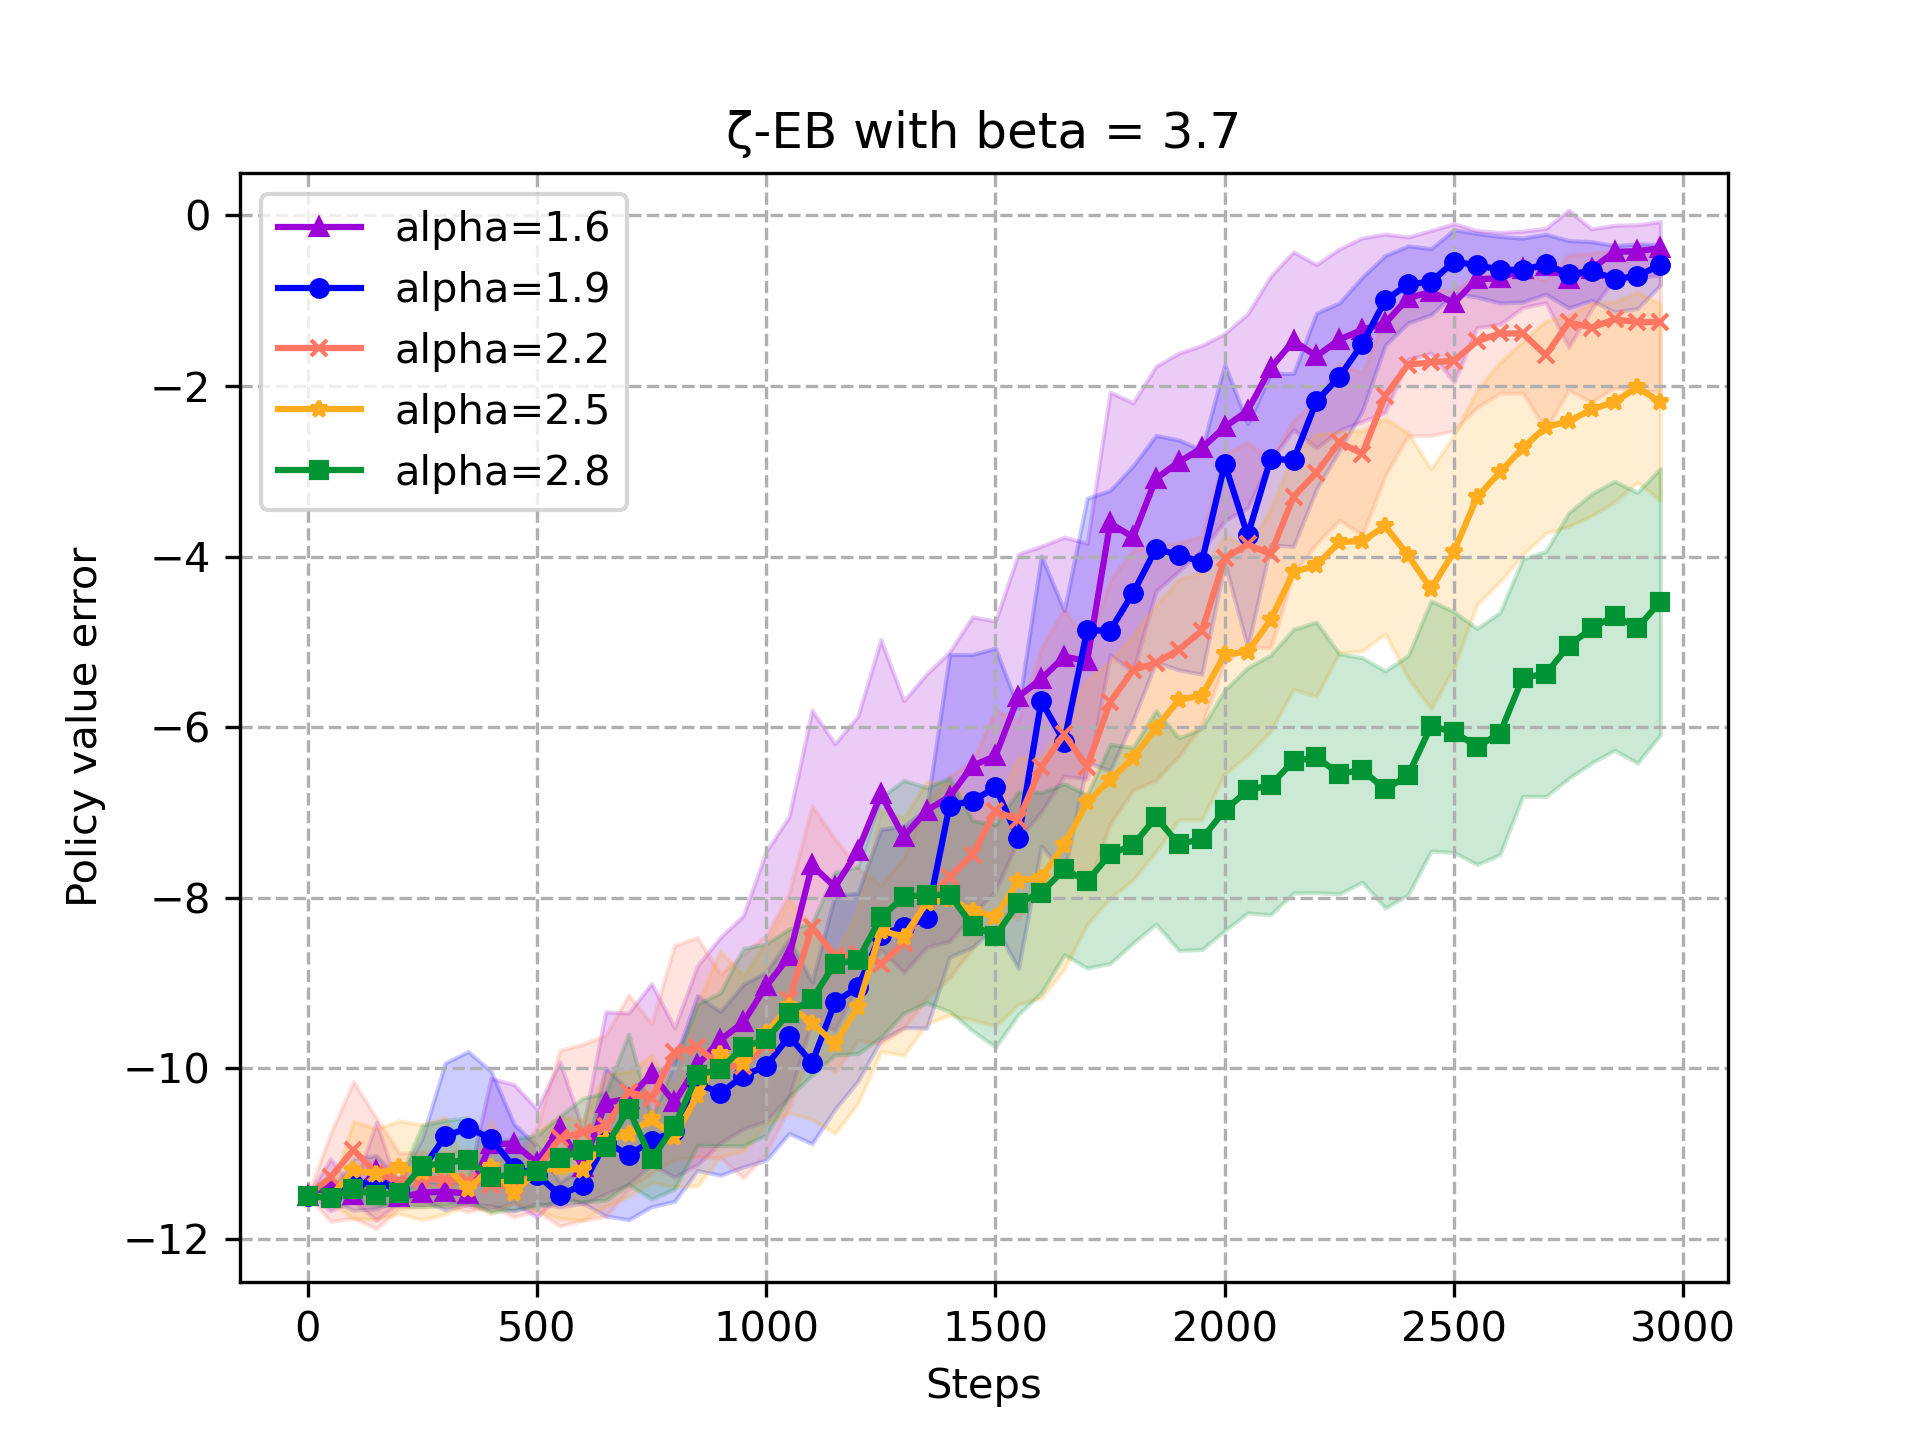 ζ-EB with beta = 3.7
alpha=1.6
alpha=1.9
alpha=2.2
alpha=2.5
alpha=2.8
Policy value error
0
−2
−4
−6
−8
−10
−12
0 500 1000 1500 2000 2500 3000
Steps